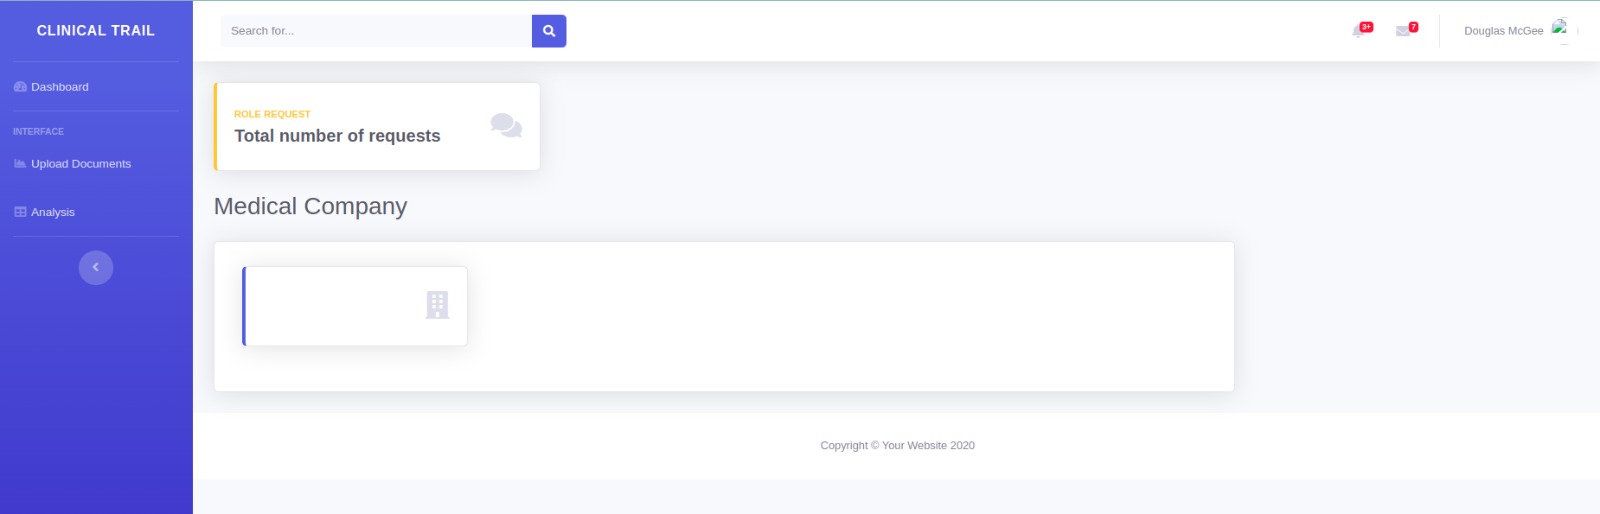 CLINICAL TRAIL
Search for...
3+
7
Douglas McGee
Dashboard
INTERFACE
Upload Documents
Analysis
ROLE REQUEST
Total number of requests
Medical Company
Copyright © Your Website 2020